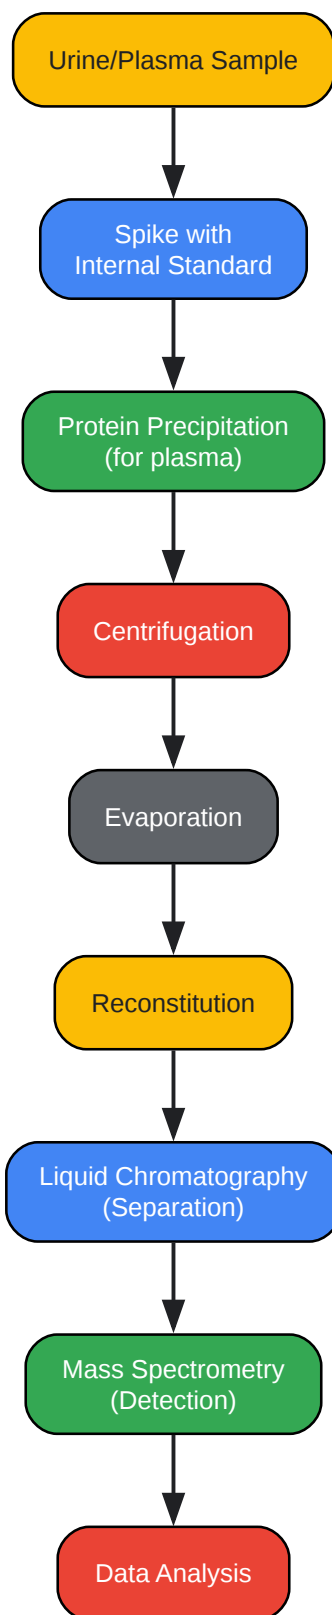 Urine/Plasma Sample
Spike with
Internal Standard
Protein Precipitation
(for plasma)
Centrifugation
Evaporation
Reconstitution
Liquid Chromatography
(Separation)
Mass Spectrometry
(Detection)
Data Analysis